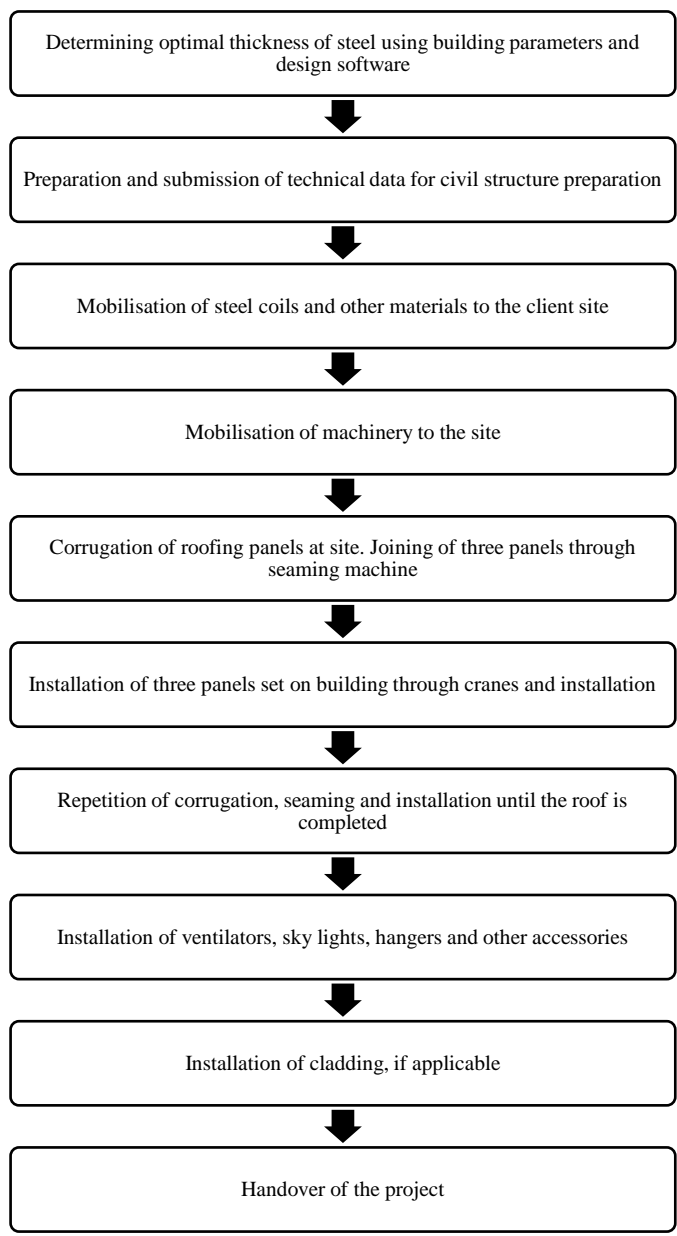 Determining optimal thickness of steel using building parameters and
design software
Preparation and submission of technical data for civil structure preparation
Mobilisation of steel coils and other materials to the client site
Mobilisation of machinery to the site
Corrugation of roofing panels at site. Joining of three panels through
seaming machine
Installation of three panels set on building through cranes and installation
Repetition of corrugation, seaming and installation until the roof is
completed
Installation of ventilators, sky lights, hangers and other accessories
Installation of cladding, if applicable
Handover of the project